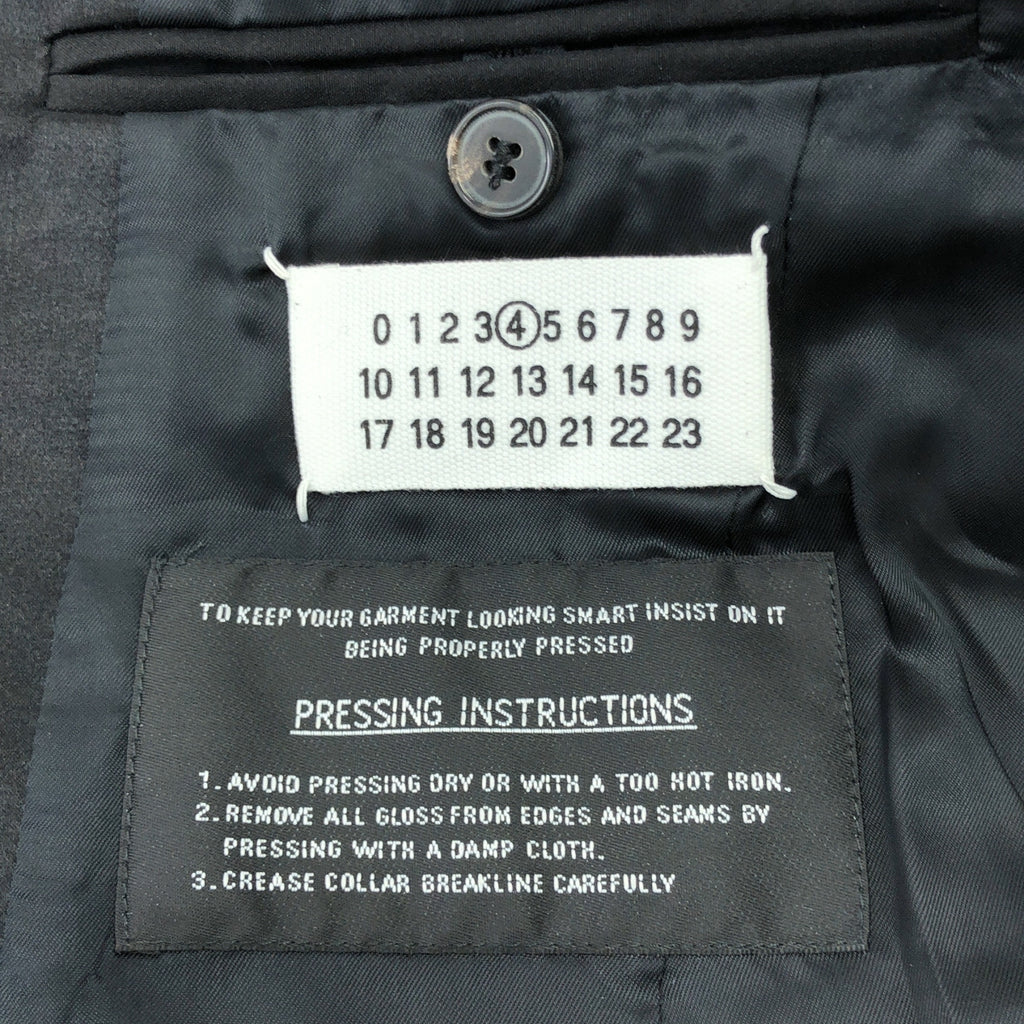 0 1 2 3 4 5 6 7 8 9
10 11 12 13 14 15 16
17 18 19 20 21 22 23
TO KEEP YOUR GARMENT LOOKING SMART INSIST ON IT
BEING PROPERLY PRESSED
PRESSING INSTRUCTIONS
1. AVOID PRESSING DRY OR WITH A TOO HOT IRON.
2. REMOVE ALL GLOSS FROM EDGES AND SEAMS BY
PRESSING WITH A DAMP CLOTH.
3. CREASE COLLAR BREAKLINE CAREFULLY